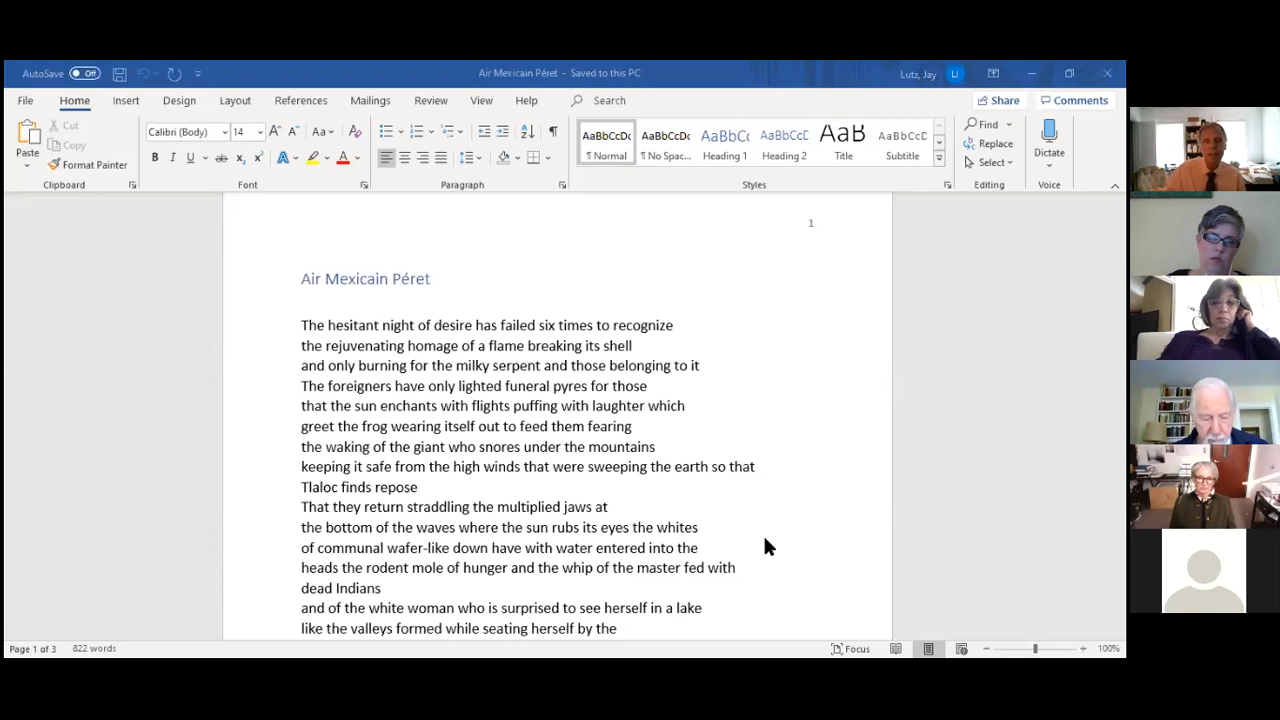 AutoSave Off Air Mexicain Péret - Saved to this PC Lutz, Jay LJ
File Home Insert Design Layout References Mailings Review View Help Search Share Comments
Paste Cut Copy Format Painter
Clipboard
Calibri (Body) 14 Aa
B I U ab x₂ x² A A
Font
Paragraph
AaBbCcDc AaBbCcDc AaBbCc AaBbCcD AaB AaBbCcD
¶ Normal ¶ No Spac... Heading 1 Heading 2 Title Subtitle
Styles
Find Replace Select
Editing
Dictate
Voice
1
Air Mexicain Péret
The hesitant night of desire has failed six times to recognize
the rejuvenating homage of a flame breaking its shell
and only burning for the milky serpent and those belonging to it
The foreigners have only lighted funeral pyres for those
that the sun enchants with flights puffing with laughter which
greet the frog wearing itself out to feed them fearing
the waking of the giant who snores under the mountains
keeping it safe from the high winds that were sweeping the earth so that
Tlaloc finds repose
That they return straddling the multiplied jaws at
the bottom of the waves where the sun rubs its eyes the whites
of communal wafer-like down have with water entered into the
heads the rodent mole of hunger and the whip of the master fed with
dead Indians
and of the white woman who is surprised to see herself in a lake
like the valleys formed while seating herself by the
Page 1 of 3 822 words Focus 100%